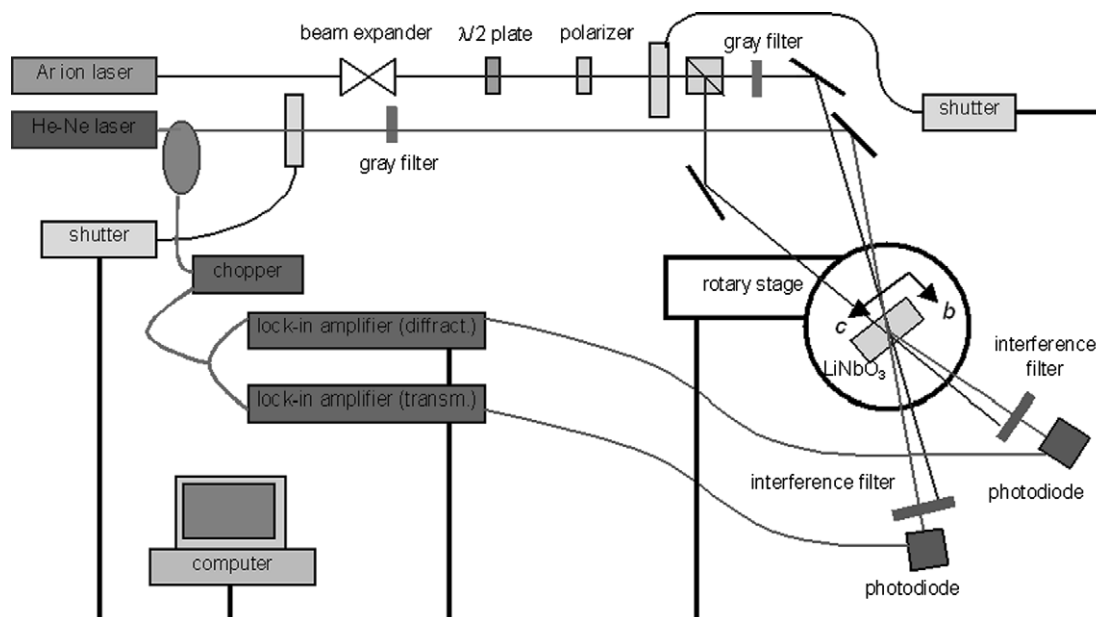 beam expander
λ/2 plate
polarizer
gray filter
Ar ion laser
He-Ne laser
gray filter
shutter
shutter
chopper
rotary stage
c
b
LiNbO₃
interference
filter
lock-in amplifier (diffract.)
lock-in amplifier (transm.)
interference filter
photodiode
computer
photodiode